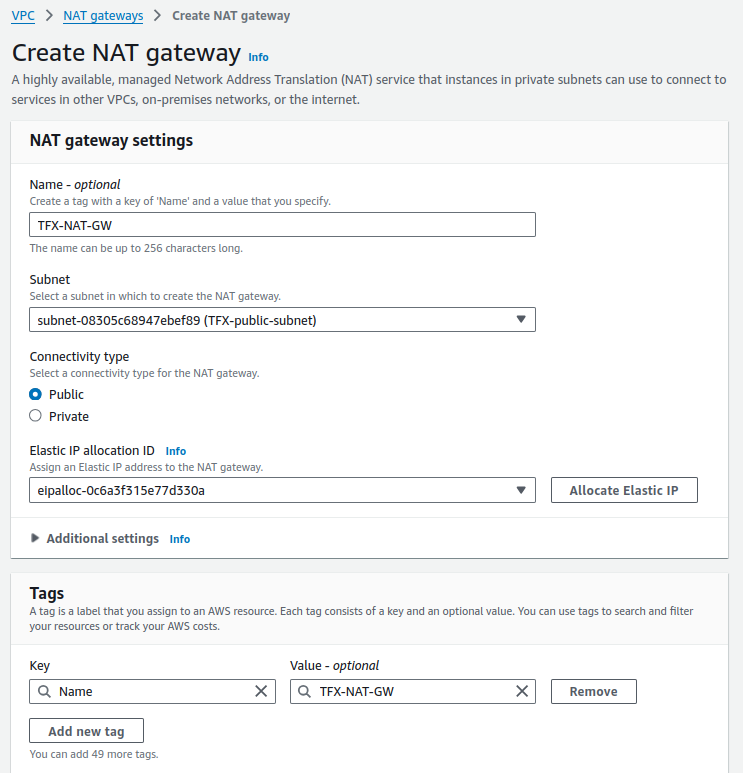 VPC > NAT gateways > Create NAT gateway
Create NAT gateway Info
A highly available, managed Network Address Translation (NAT) service that instances in private subnets can use to connect to
services in other VPCs, on-premises networks, or the internet.
NAT gateway settings
Name - optional
Create a tag with a key of 'Name' and a value that you specify.
TFX-NAT-GW
The name can be up to 256 characters long.
Subnet
Select a subnet in which to create the NAT gateway.
subnet-08305c68947ebef89 (TFX-public-subnet)
Connectivity type
Select a connectivity type for the NAT gateway.
Public
Private
Elastic IP allocation ID Info
Assign an Elastic IP address to the NAT gateway.
eipalloc-0c6a3f315e77d330a Allocate Elastic IP
Additional settings Info
Tags
A tag is a label that you assign to an AWS resource. Each tag consists of a key and an optional value. You can use tags to search and filter
your resources or track your AWS costs.
Key Value - optional
Name TFX-NAT-GW Remove
Add new tag
You can add 49 more tags.